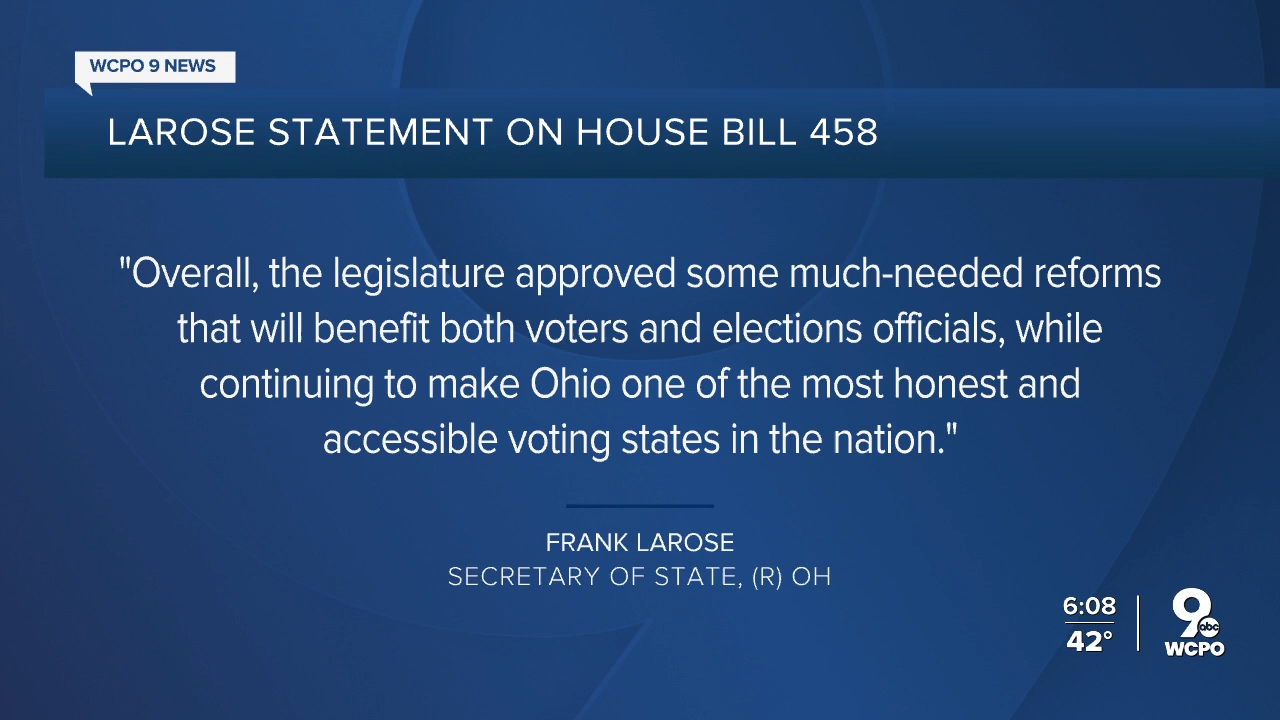 WCPO 9 NEWS
LAROSE STATEMENT ON HOUSE BILL 458
"Overall, the legislature approved some much-needed reforms
that will benefit both voters and elections officials, while
continuing to make Ohio one of the most honest and
accessible voting states in the nation."
FRANK LAROSE
SECRETARY OF STATE, (R) OH
6:08
42°
9
abc
WCPO